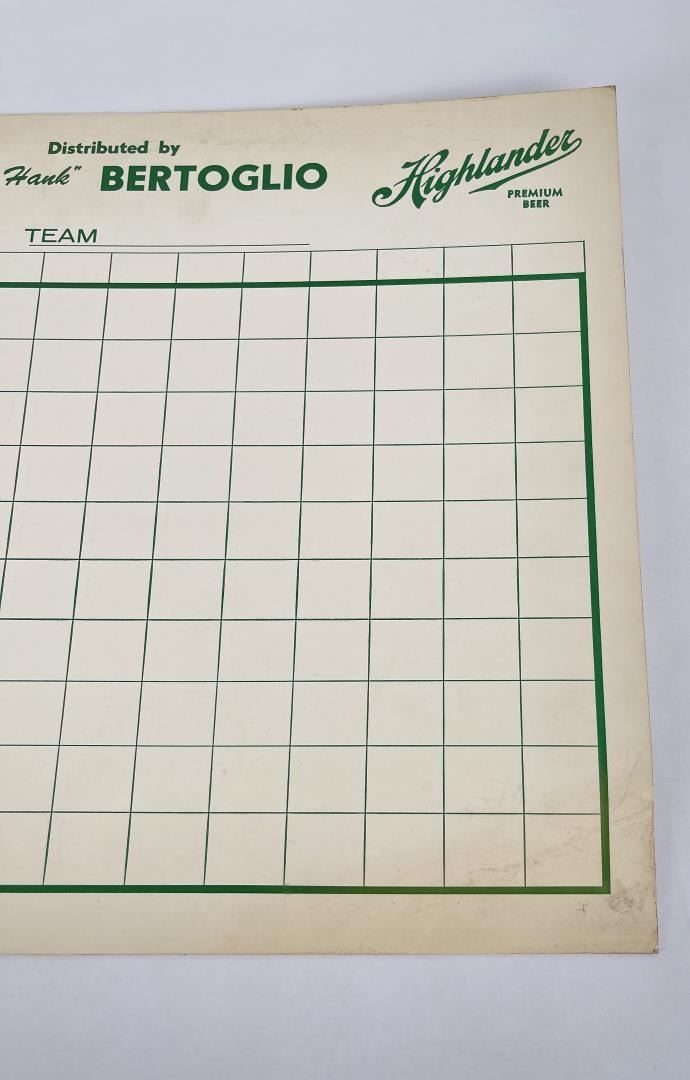 Distributed by
Hank" BERTOGLIO
Highlander
PREMIUM
BEER
TEAM